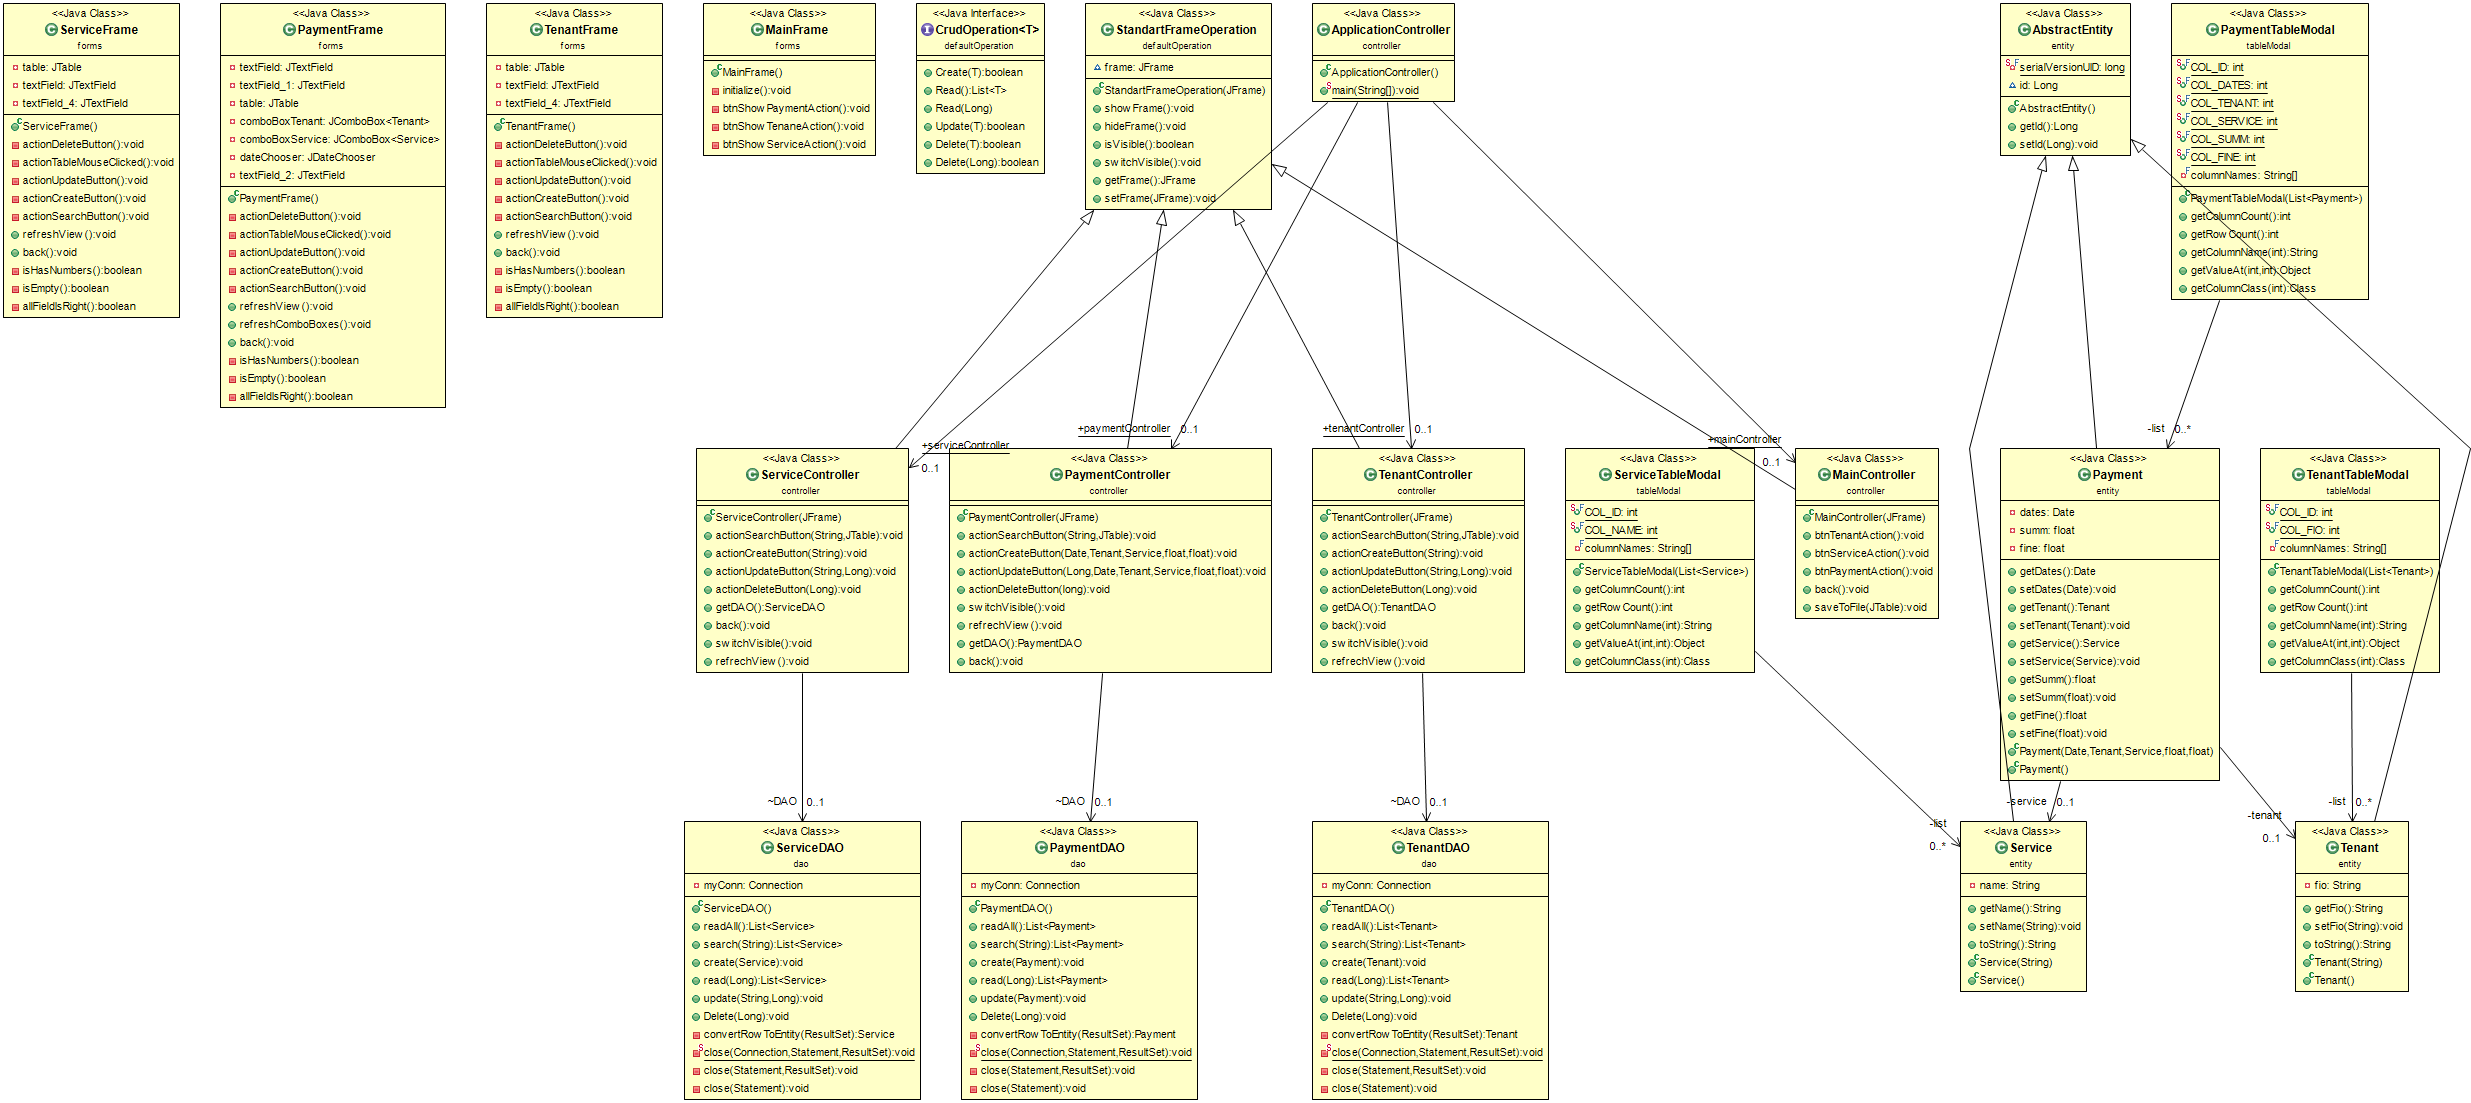 <<Java Class>>
ServiceFrame
forms
table: JTable
textField: JTextField
textField_4: JTextField
ServiceFrame()
actionDeleteButton():void
actionTableMouseClicked():void
actionUpdateButton():void
actionCreateButton():void
actionSearchButton():void
refreshView():void
back():void
isHasNumbers():boolean
isEmpty():boolean
allFieldIsRight():boolean
<<Java Class>>
PaymentFrame
forms
textField: JTextField
textField_1: JTextField
table: JTable
comboBoxTenant: JComboBox<Tenant>
comboBoxService: JComboBox<Service>
dateChooser: JDateChooser
textField_2: JTextField
PaymentFrame()
actionDeleteButton():void
actionTableMouseClicked():void
actionUpdateButton():void
actionCreateButton():void
actionSearchButton():void
refreshView():void
refreshComboBoxes():void
back():void
isHasNumbers():boolean
isEmpty():boolean
allFieldIsRight():boolean
<<Java Class>>
TenantFrame
forms
table: JTable
textField: JTextField
textField_4: JTextField
TenantFrame()
actionDeleteButton():void
actionTableMouseClicked():void
actionUpdateButton():void
actionCreateButton():void
actionSearchButton():void
refreshView():void
back():void
isHasNumbers():boolean
isEmpty():boolean
allFieldIsRight():boolean
<<Java Class>>
MainFrame
forms
MainFrame()
initialize():void
btnShowPaymentAction():void
btnShowTenaneAction():void
btnShowServiceAction():void
<<Java Interface>>
CrudOperation<T>
defaultOperation
Create(T):boolean
Read():List<T>
Read(Long)
Update(T):boolean
Delete(T):boolean
Delete(Long):boolean
<<Java Class>>
StandartFrameOperation
defaultOperation
frame: JFrame
StandartFrameOperation(JFrame)
showFrame():void
hideFrame():void
isVisible():boolean
switchVisible():void
getFrame():JFrame
setFrame(JFrame):void
<<Java Class>>
ApplicationController
controller
ApplicationController()
main(String[]):void
<<Java Class>>
AbstractEntity
entity
serialVersionUID: long
id: Long
AbstractEntity()
getId():Long
setId(Long):void
<<Java Class>>
PaymentTableModal
tableModal
COL_ID: int
COL_DATES: int
COL_TENANT: int
COL_SERVICE: int
COL_SUMM: int
COL_FINE: int
columnNames: String[]
PaymentTableModal(List<Payment>)
getColumnCount():int
getRowCount():int
getColumnName(int):String
getValueAt(int,int):Object
getColumnClass(int):Class
+serviceController
0..1
+paymentController
0..1
+tenantController
0..1
+mainController
0..1
-list
0..*
<<Java Class>>
ServiceController
controller
ServiceController(JFrame)
actionSearchButton(String,JTable):void
actionCreateButton(String):void
actionUpdateButton(String,Long):void
actionDeleteButton(Long):void
getDAO():ServiceDAO
back():void
switchVisible():void
refrechView():void
<<Java Class>>
PaymentController
controller
PaymentController(JFrame)
actionSearchButton(String,JTable):void
actionCreateButton(Date,Tenant,Service,float,float):void
actionUpdateButton(Long,Date,Tenant,Service,float,float):void
actionDeleteButton(long):void
switchVisible():void
refrechView():void
getDAO():PaymentDAO
back():void
<<Java Class>>
TenantController
controller
TenantController(JFrame)
actionSearchButton(String,JTable):void
actionCreateButton(String):void
actionUpdateButton(String,Long):void
actionDeleteButton(Long):void
getDAO():TenantDAO
back():void
switchVisible():void
refrechView():void
<<Java Class>>
ServiceTableModal
tableModal
COL_ID: int
COL_NAME: int
columnNames: String[]
ServiceTableModal(List<Service>)
getColumnCount():int
getRowCount():int
getColumnName(int):String
getValueAt(int,int):Object
getColumnClass(int):Class
<<Java Class>>
MainController
controller
MainController(JFrame)
btnTenantAction():void
btnServiceAction():void
btnPaymentAction():void
back():void
saveToFile(JTable):void
<<Java Class>>
Payment
entity
dates: Date
summ: float
fine: float
getDates():Date
setDates(Date):void
getTenant():Tenant
setTenant(Tenant):void
getService():Service
setService(Service):void
getSumm():float
setSumm(float):void
getFine():float
setFine(float):void
Payment(Date,Tenant,Service,float,float)
Payment()
<<Java Class>>
TenantTableModal
tableModal
COL_ID: int
COL_FIO: int
columnNames: String[]
TenantTableModal(List<Tenant>)
getColumnCount():int
getRowCount():int
getColumnName(int):String
getValueAt(int,int):Object
getColumnClass(int):Class
~DAO
0..1
~DAO
0..1
~DAO
0..1
-list
0..*
-service
0..1
-tenant
0..1
-list
0..*
<<Java Class>>
ServiceDAO
dao
myConn: Connection
ServiceDAO()
readAll():List<Service>
search(String):List<Service>
create(Service):void
read(Long):List<Service>
update(String,Long):void
Delete(Long):void
convertRowToEntity(ResultSet):Service
close(Connection,Statement,ResultSet):void
close(Statement,ResultSet):void
close(Statement):void
<<Java Class>>
PaymentDAO
dao
myConn: Connection
PaymentDAO()
readAll():List<Payment>
search(String):List<Payment>
create(Payment):void
read(Long):List<Payment>
update(Payment):void
Delete(Long):void
convertRowToEntity(ResultSet):Payment
close(Connection,Statement,ResultSet):void
close(Statement,ResultSet):void
close(Statement):void
<<Java Class>>
TenantDAO
dao
myConn: Connection
TenantDAO()
readAll():List<Tenant>
search(String):List<Tenant>
create(Tenant):void
read(Long):List<Tenant>
update(String,Long):void
Delete(Long):void
convertRowToEntity(ResultSet):Tenant
close(Connection,Statement,ResultSet):void
close(Statement,ResultSet):void
close(Statement):void
<<Java Class>>
Service
entity
name: String
getName():String
setName(String):void
toString():String
Service(String)
Service()
<<Java Class>>
Tenant
entity
fio: String
getFio():String
setFio(String):void
toString():String
Tenant(String)
Tenant()